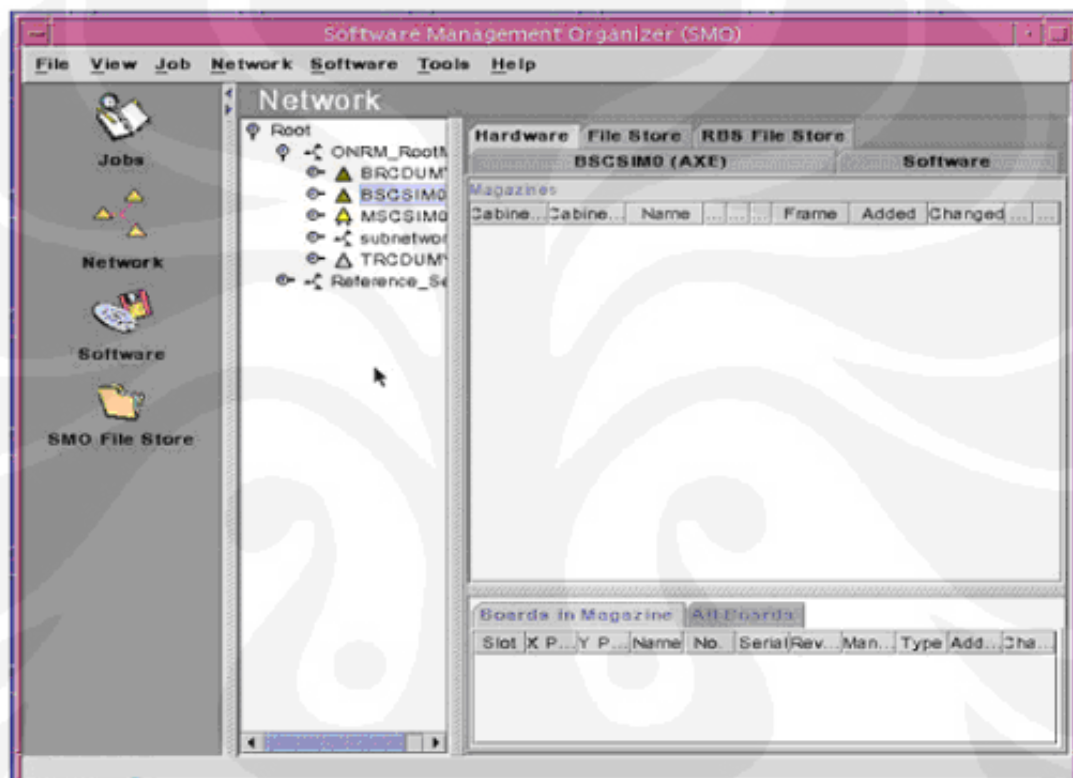 Software Management Organizer (SMO)
File View Job Network Software Tools Help
Network
Jobs
Network
Software
SMO File Store
Root
ONRM_RootM
BRCDUMY
BSCSIM0
MSCSIM0
subnetwor
TRCDUMY
Reference_Se
Hardware File Store RBS File Store
BSCSIM0 (AXE) Software
Magazines
Cabine... Cabine... Name ... ... ... Frame Added Changed ... ...
Boards in Magazine All Boards
Slot X P... Y P... Name No. Serial Rev... Man... Type Add... Cha...